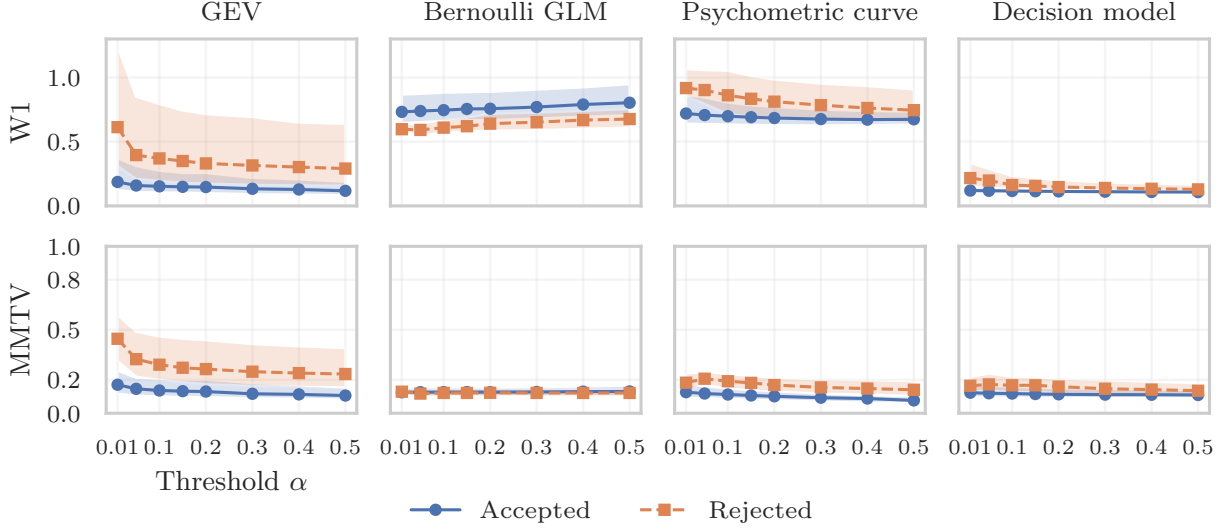 GEV Bernoulli GLM Psychometric curve Decision model
W1
1.0
0.5
0.0
MMTV
1.0
0.8
0.5
0.2
0.0
0.01 0.1 0.2 0.3 0.4 0.5 0.01 0.1 0.2 0.3 0.4 0.5 0.01 0.1 0.2 0.3 0.4 0.5 0.01 0.1 0.2 0.3 0.4 0.5
Threshold α
Accepted Rejected